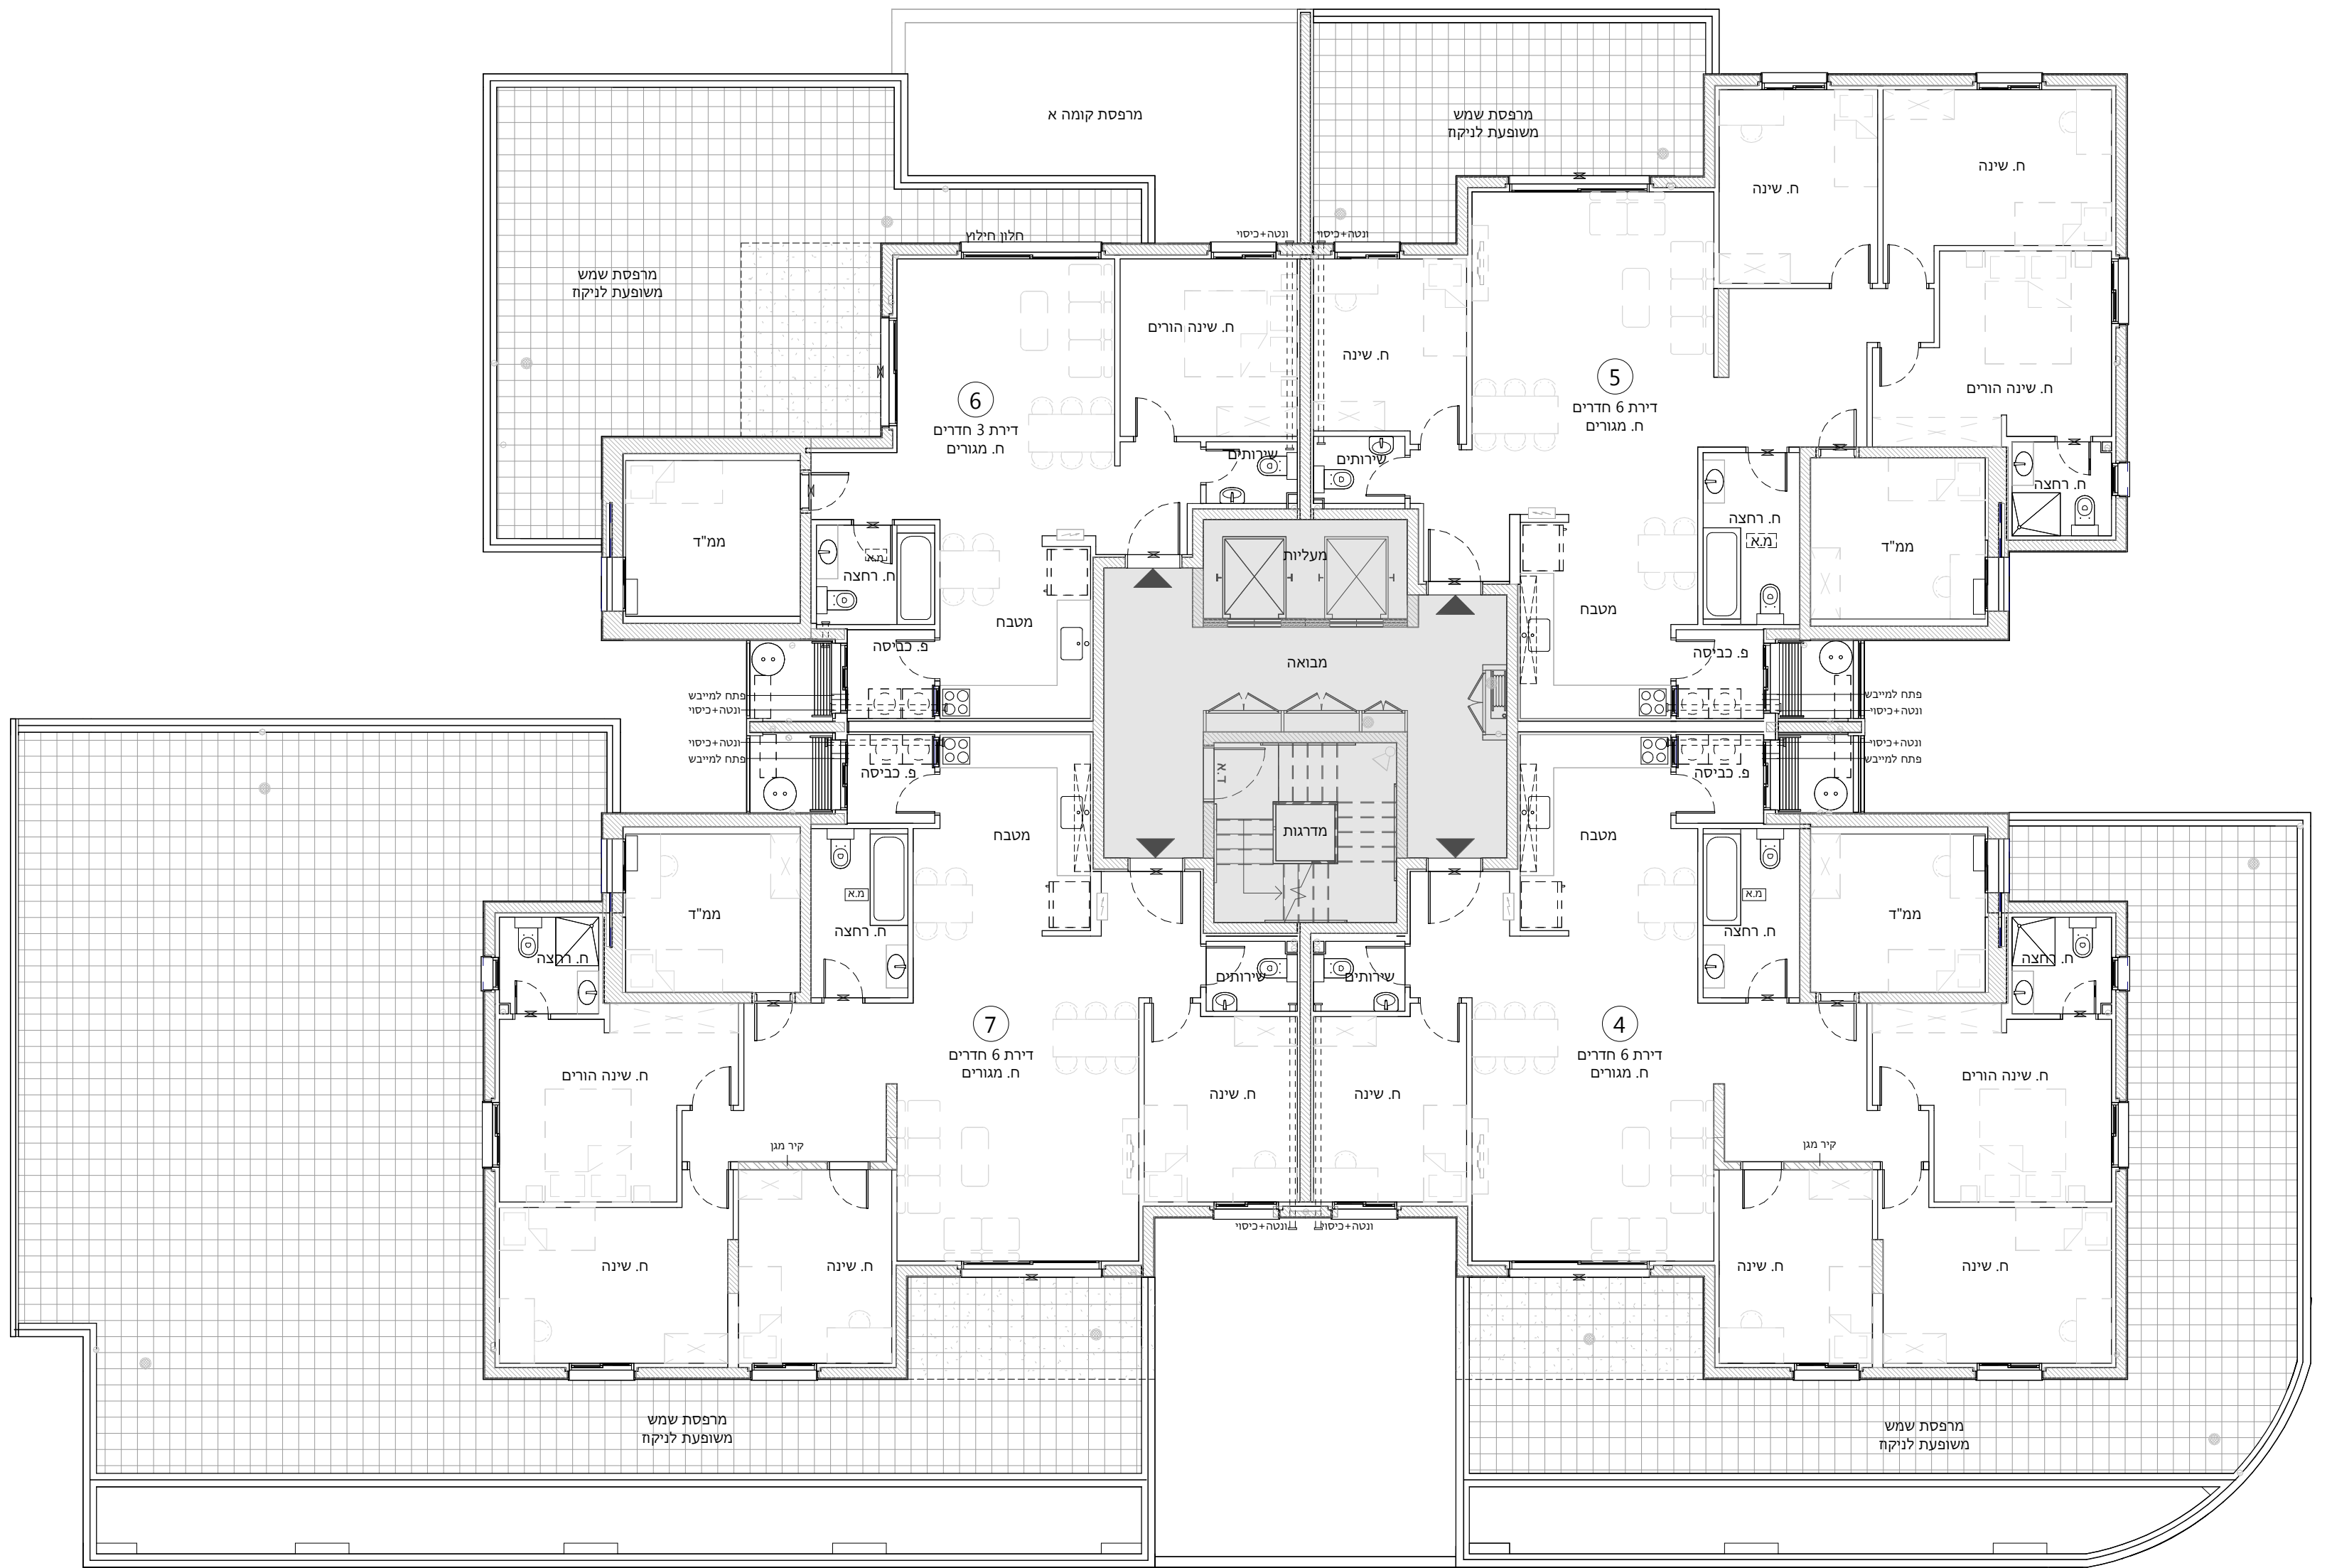 מרפסת קומה א
מרפסת שמש
משופעת לניקוז
ח. שינה
ח. שינה
חלון חילוץ
ונטה+כיסוי
ונטה+כיסוי
מרפסת שמש
משופעת לניקוז
ח. שינה הורים
ח. שינה
6
דירת 3 חדרים
ח. מגורים
5
דירת 6 חדרים
ח. מגורים
ח. שינה הורים
שירותים
שירותים
ח. רחצה
ממ"ד
מ.א
ח. רחצה
מעליות
ח. רחצה
מ.א
ממ"ד
מטבח
מטבח
פ. כביסה
מבואה
פ. כביסה
פתח למייבש
ונטה+כיסוי
פתח למייבש
ונטה+כיסוי
ונטה+כיסוי
פתח למייבש
ונטה+כיסוי
פתח למייבש
פ. כביסה
ד.א
פ. כביסה
מטבח
מדרגות
מטבח
ממ"ד
מ.א
ח. רחצה
מ.א
ח. רחצה
ממ"ד
ח. רחצה
ח. רחצה
שירותים
שירותים
7
דירת 6 חדרים
ח. מגורים
4
דירת 6 חדרים
ח. מגורים
ח. שינה הורים
ח. שינה
ח. שינה
ח. שינה הורים
קיר מגן
קיר מגן
ונטה+כיסוי
ונטה+כיסוי
ח. שינה
ח. שינה
ח. שינה
ח. שינה
מרפסת שמש
משופעת לניקוז
מרפסת שמש
משופעת לניקוז